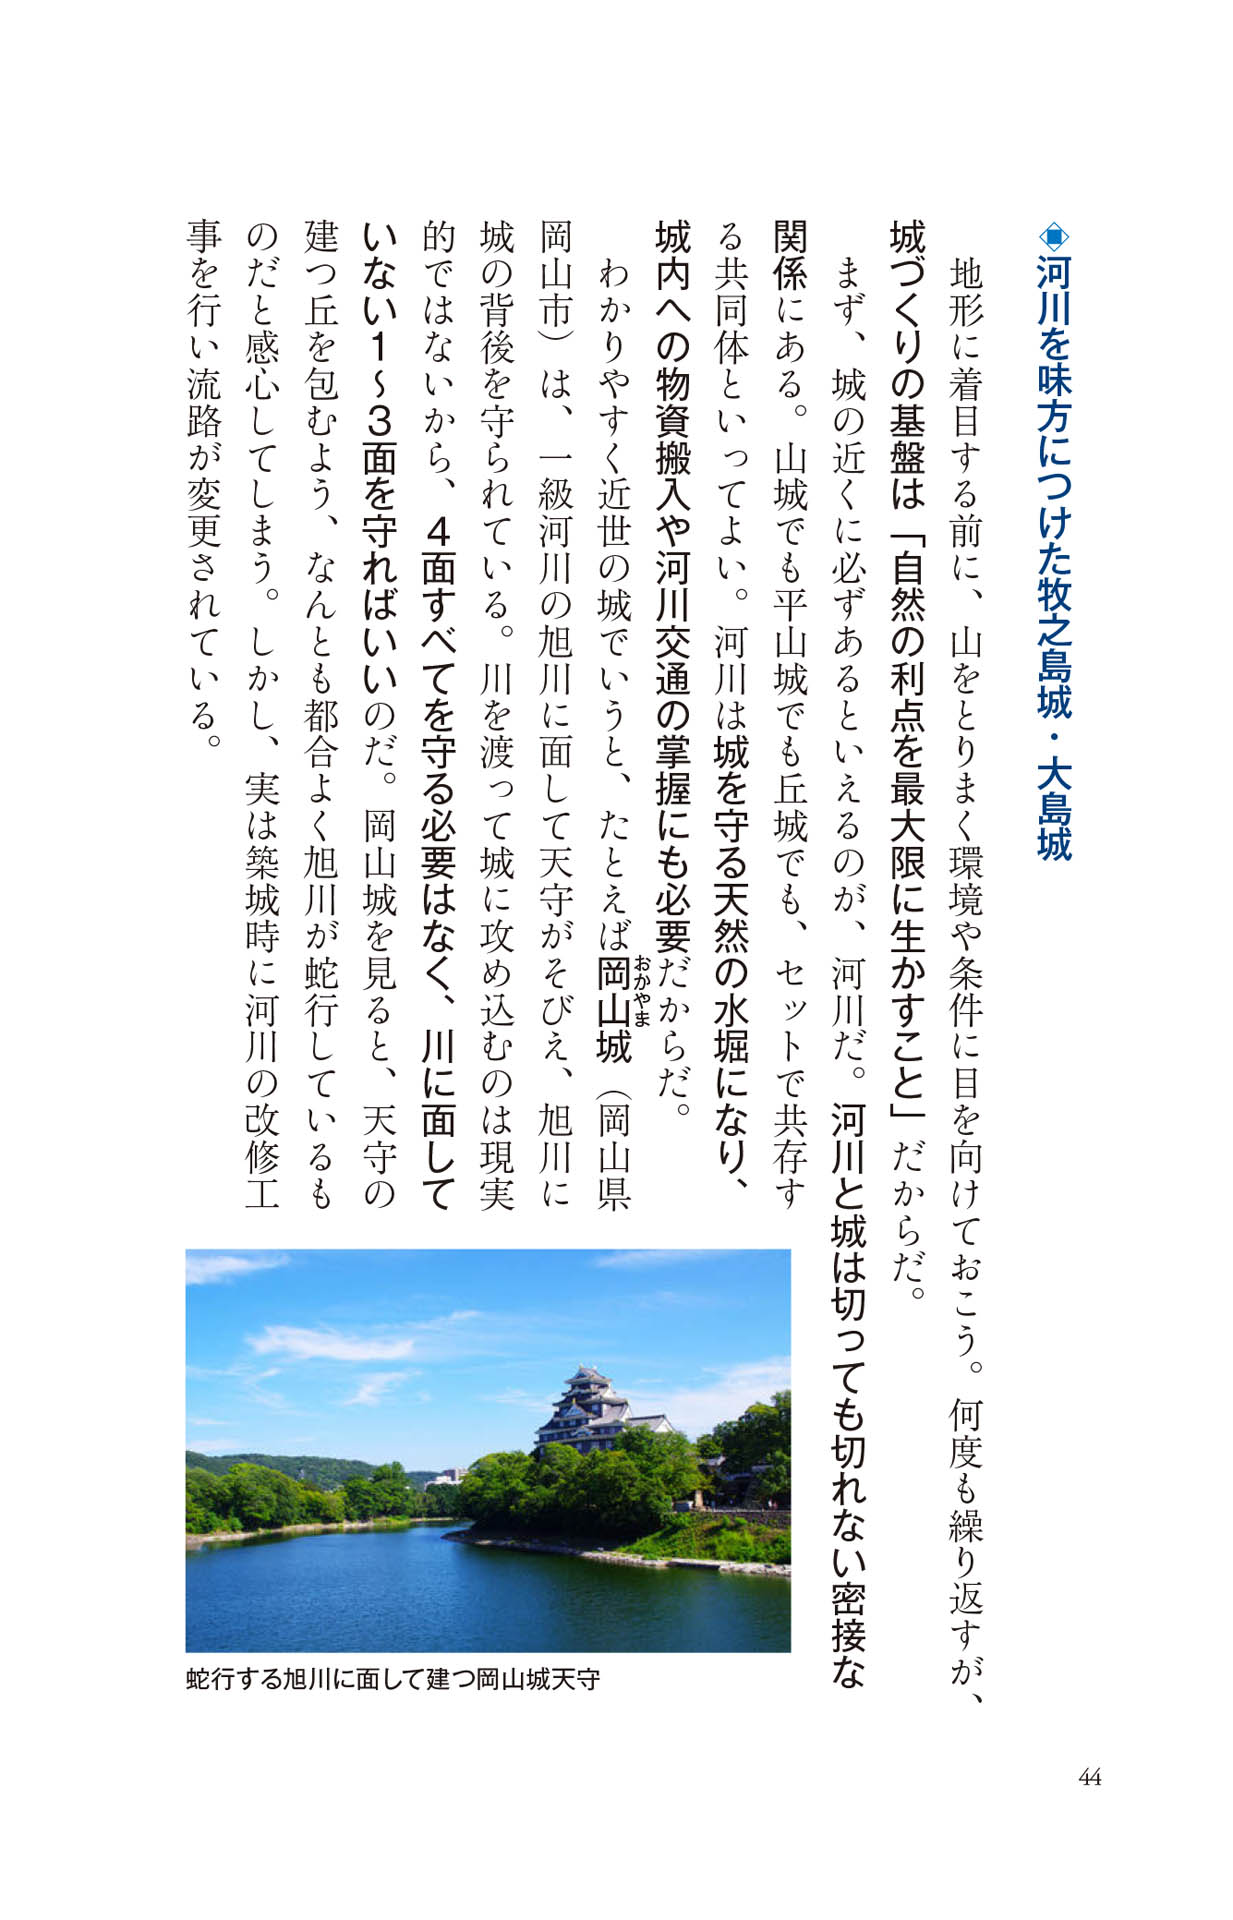 ◈河川を味方につけた牧之島城・大島城
地形に着目する前に、山をとりまく環境や条件に目を向けておこう。何度も繰り返すが、
城づくりの基盤は「自然の利点を最大限に生かすこと」だからだ。
まず、城の近くに必ずあるといえるのが、河川だ。河川と城は切っても切れない密接な
関係にある。山城でも平山城でも丘城でも、セットで共存す
る共同体といってよい。河川は城を守る天然の水堀になり、
城内への物資搬入や河川交通の掌握にも必要だからだ。
わかりやすく近世の城でいうと、たとえば岡山城（岡山県
おかやま
岡山市）は、一級河川の旭川に面して天守がそびえ、旭川に
城の背後を守られている。川を渡って城に攻め込むのは現実
的ではないから、４面すべてを守る必要はなく、川に面して
いない１〜３面を守ればいいのだ。岡山城を見ると、天守の
建つ丘を包むよう、なんとも都合よく旭川が蛇行しているも
のだと感心してしまう。しかし、実は築城時に河川の改修工
事を行い流路が変更されている。
蛇行する旭川に面して建つ岡山城天守
44